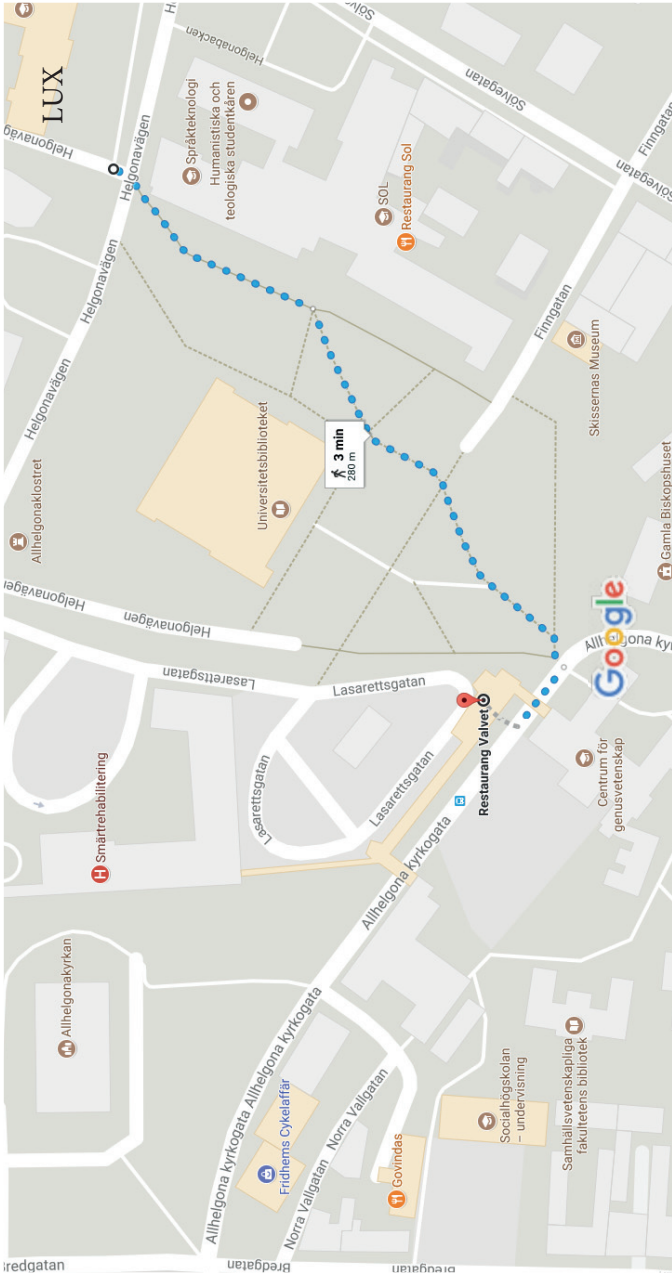 Allhelgonakyrkan
Smärtrehabilitering
Allhelgonaklostret
LUX
Helgonavägen
Helgonavägen
Helgonavägen
Helgonavägen
Helgonavägen
Helgonavägen
Helgonabacken
Lasarettsgatan
Lasarettsgatan
Lasarettsgatan
Lasarettsgatan
Språkteknologi
Humanistiska och
teologiska studentkåren
Universitetsbiblioteket
Allhelgona kyrkogata
Allhelgona kyrkogata
Allhelgona kyrkogata
Fridhems Cykelaffär
Bredgatan
Norra Vallgatan
Norra Vallgatan
3 min
280 m
SOL
Restaurang Sol
Govindas
Restaurang Valvet
Sölvegatan
Sölvegatan
Finngatan
Finngatan
Socialhögskolan
– undervisning
Samhällsvetenskapliga
fakultetens bibliotek
Centrum för
genusvetenskap
Skissernas Museum
Google
Gamla Biskopshuset